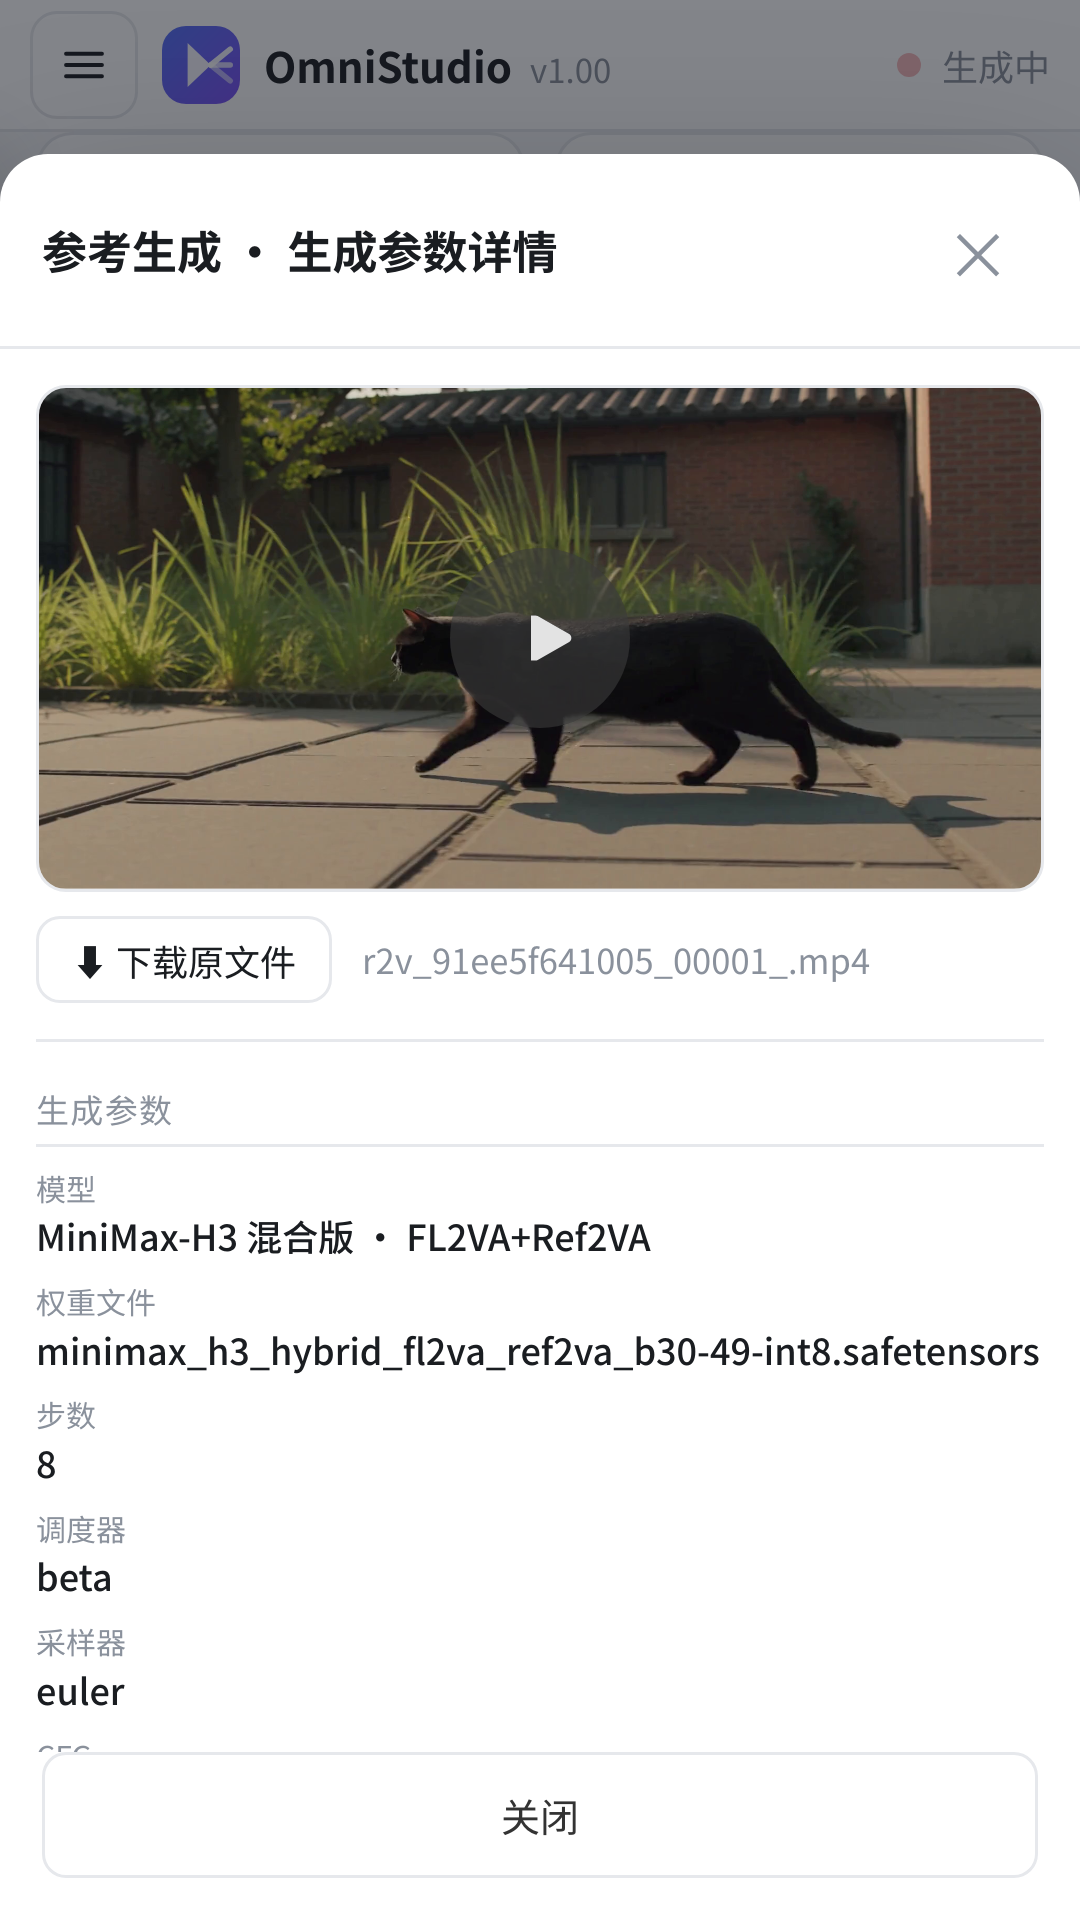 OmniStudio v1.00
生成中
参考生成 · 生成参数详情
下载原文件
r2v_91ee5f641005_00001_.mp4
生成参数
模型
MiniMax-H3 混合版 · FL2VA+Ref2VA
权重文件
minimax_h3_hybrid_fl2va_ref2va_b30-49-int8.safetensors
步数
8
调度器
beta
采样器
euler
关闭